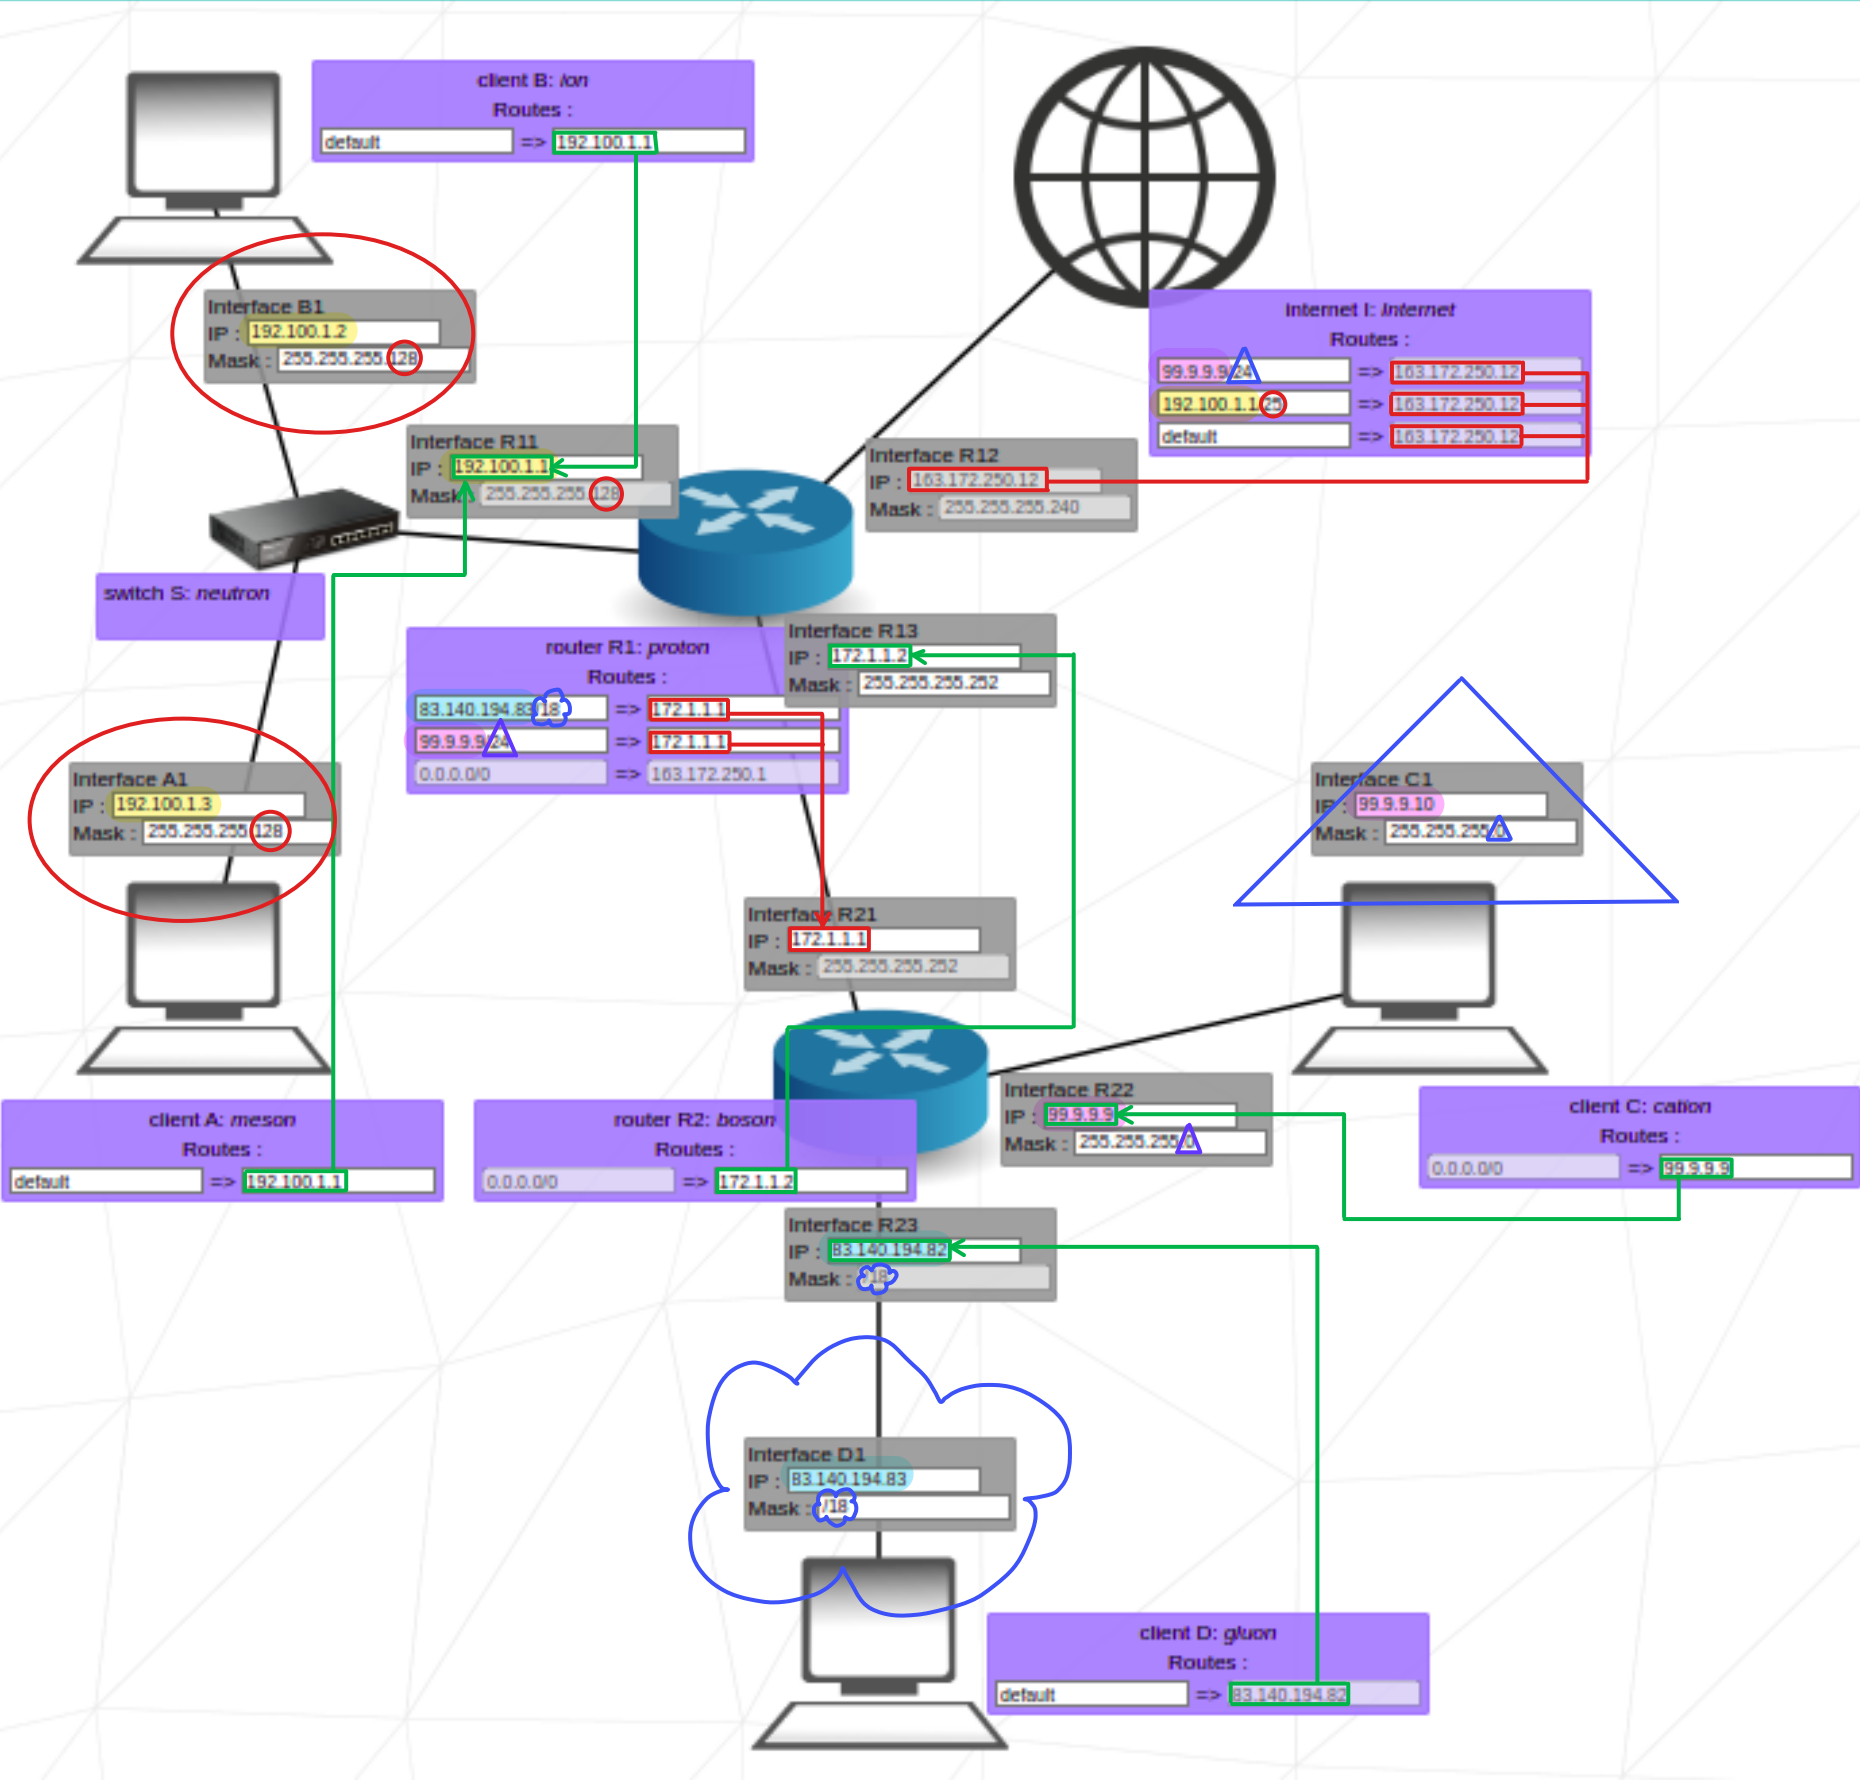 client B: Ion
Routes :
default => 192.100.1.1
Interface B1
IP : 192.100.1.2
Mask : 255.255.255.128
internet I: Internet
Routes :
99.9.9.9/24 => 163.172.250.12
192.100.1.1/25 => 163.172.250.12
default => 163.172.250.12
Interface R11
IP : 192.100.1.1
Mask : 255.255.255.128
Interface R12
IP : 163.172.250.12
Mask : 255.255.255.240
switch S: neutron
router R1: proton
Routes :
83.140.194.83/18 => 172.1.1.1
99.9.9.9/24 => 172.1.1.1
0.0.0.0/0 => 163.172.250.1
Interface R13
IP : 172.1.1.2
Mask : 255.255.255.252
Interface A1
IP : 192.100.1.3
Mask : 255.255.255.128
Interface C1
IP : 99.9.9.10
Mask : 255.255.255.0
Interface R21
IP : 172.1.1.1
Mask : 255.255.255.252
client A: meson
Routes :
default => 192.100.1.1
router R2: boson
Routes :
0.0.0.0/0 => 172.1.1.2
Interface R22
IP : 99.9.9.9
Mask : 255.255.255.0
client C: cation
Routes :
0.0.0.0/0 => 99.9.9.9
Interface R23
IP : 83.140.194.82
Mask : /18
Interface D1
IP : 83.140.194.83
Mask : /18
client D: gluon
Routes :
default => 83.140.194.82